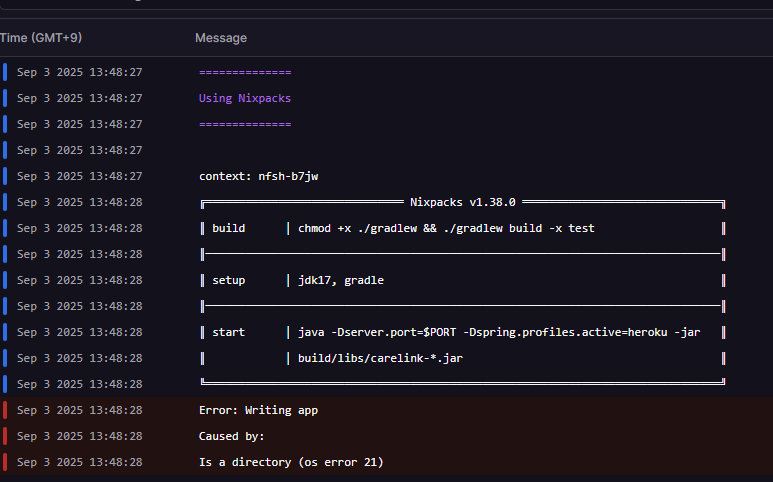 Time (GMT+9) Message
Sep 3 2025 13:48:27 ==============
Sep 3 2025 13:48:27 Using Nixpacks
Sep 3 2025 13:48:27 ==============
Sep 3 2025 13:48:27
Sep 3 2025 13:48:27 context: nfsh-b7jw
Sep 3 2025 13:48:28 ╔══════════════════════════════ Nixpacks v1.38.0 ══════════════════════════════╗
Sep 3 2025 13:48:28 ║ build │ chmod +x ./gradlew && ./gradlew build -x test ║
Sep 3 2025 13:48:28 ║──────────────────────────────────────────────────────────────────────────────║
Sep 3 2025 13:48:28 ║ setup │ jdk17, gradle ║
Sep 3 2025 13:48:28 ║──────────────────────────────────────────────────────────────────────────────║
Sep 3 2025 13:48:28 ║ start │ java -Dserver.port=$PORT -Dspring.profiles.active=heroku -jar ║
Sep 3 2025 13:48:28 ║ │ build/libs/carelink-*.jar ║
Sep 3 2025 13:48:28 ╚══════════════════════════════════════════════════════════════════════════════╝
Sep 3 2025 13:48:28 Error: Writing app
Sep 3 2025 13:48:28 Caused by:
Sep 3 2025 13:48:28 Is a directory (os error 21)